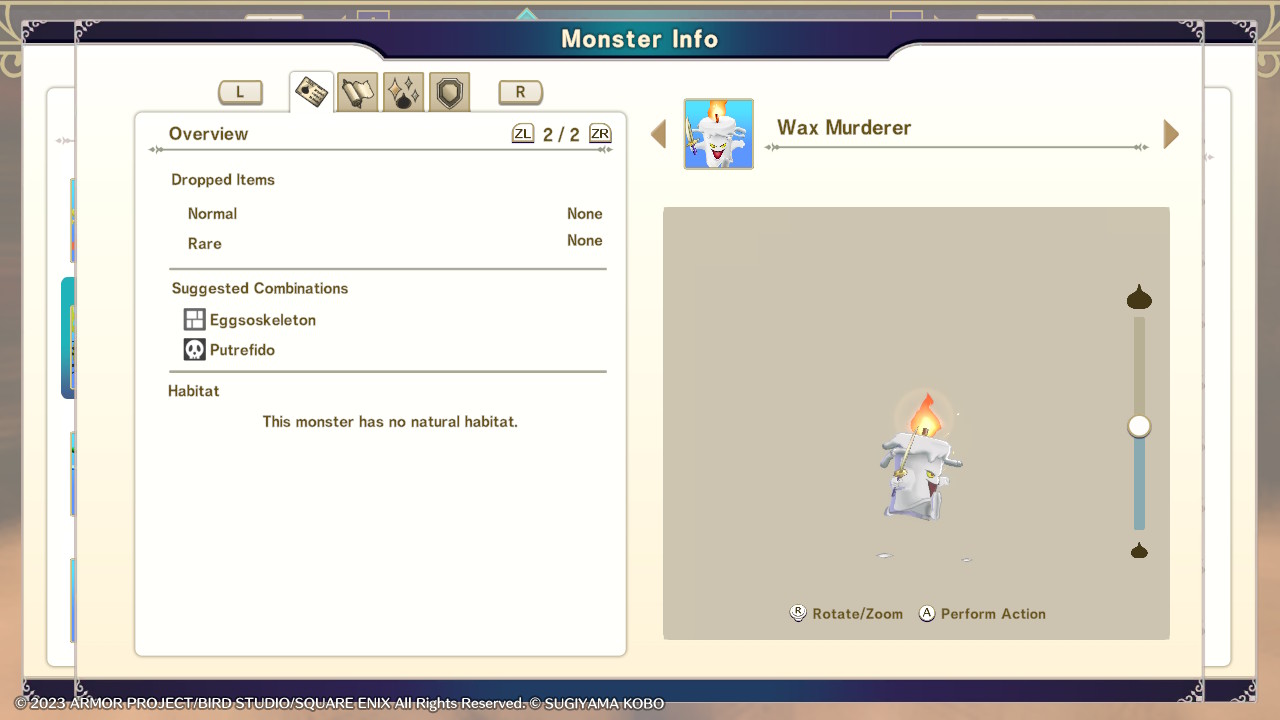 Monster Info
L
R
Overview
ZL 2 / 2 ZR
Dropped Items
Normal None
Rare None
Suggested Combinations
Eggsoskeleton
Putrefido
Habitat
This monster has no natural habitat.
Wax Murderer
R Rotate/Zoom A Perform Action
© 2023 ARMOR PROJECT/BIRD STUDIO/SQUARE ENIX All Rights Reserved. © SUGIYAMA KOBO